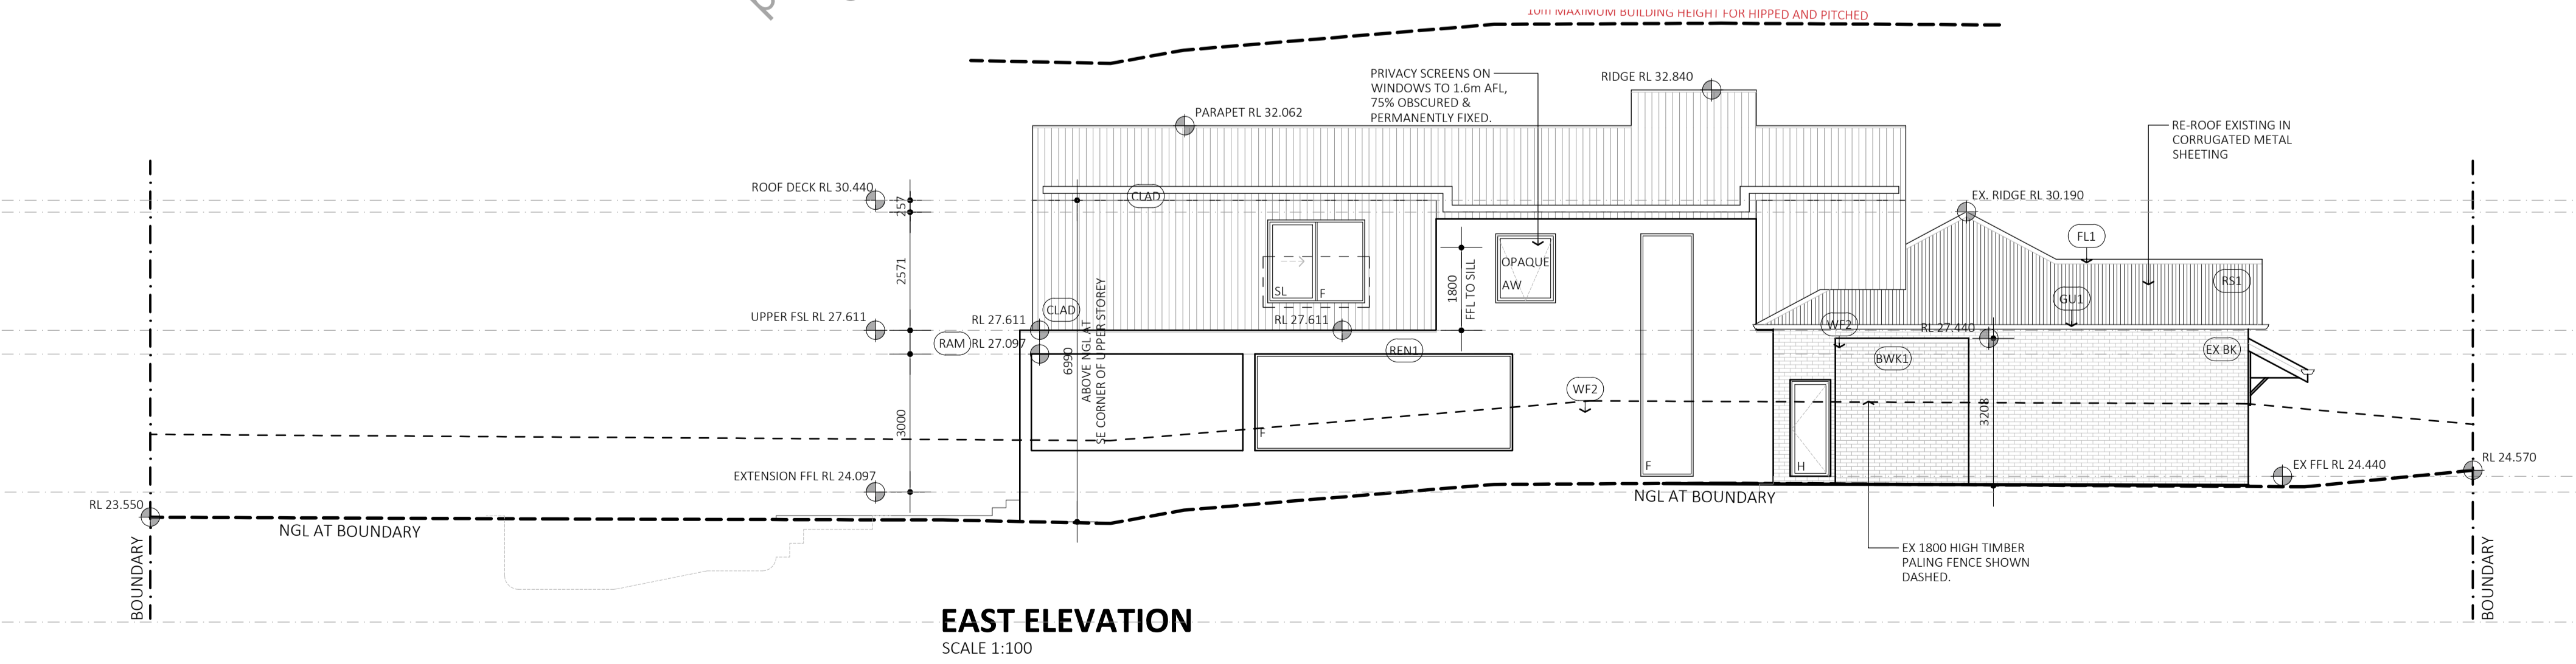 10m MAXIMUM BUILDING HEIGHT FOR HIPPED AND PITCHED
PRIVACY SCREENS ON
WINDOWS TO 1.6m AFL,
75% OBSCURED &
PERMANENTLY FIXED.
RIDGE RL 32.840
PARAPET RL 32.062
RE-ROOF EXISTING IN
CORRUGATED METAL
SHEETING
ROOF DECK RL 30.440
257
CLAD
EX. RIDGE RL 30.190
FL1
2571
1800
FFL TO SILL
OPAQUE
AW
SL
F
RS1
GU1
UPPER FSL RL 27.611
RL 27.611
CLAD
RL 27.611
WF2
RL 27.440
RAM
RL 27.097
6990
ABOVE NGL AT
SE CORNER OF UPPER STOREY
REN1
BWK1
EX BK
WF2
3000
3208
F
F
H
EXTENSION FFL RL 24.097
EX FFL RL 24.440
RL 24.570
RL 23.550
NGL AT BOUNDARY
NGL AT BOUNDARY
BOUNDARY
BOUNDARY
EX 1800 HIGH TIMBER
PALING FENCE SHOWN
DASHED.
EAST ELEVATION
SCALE 1:100